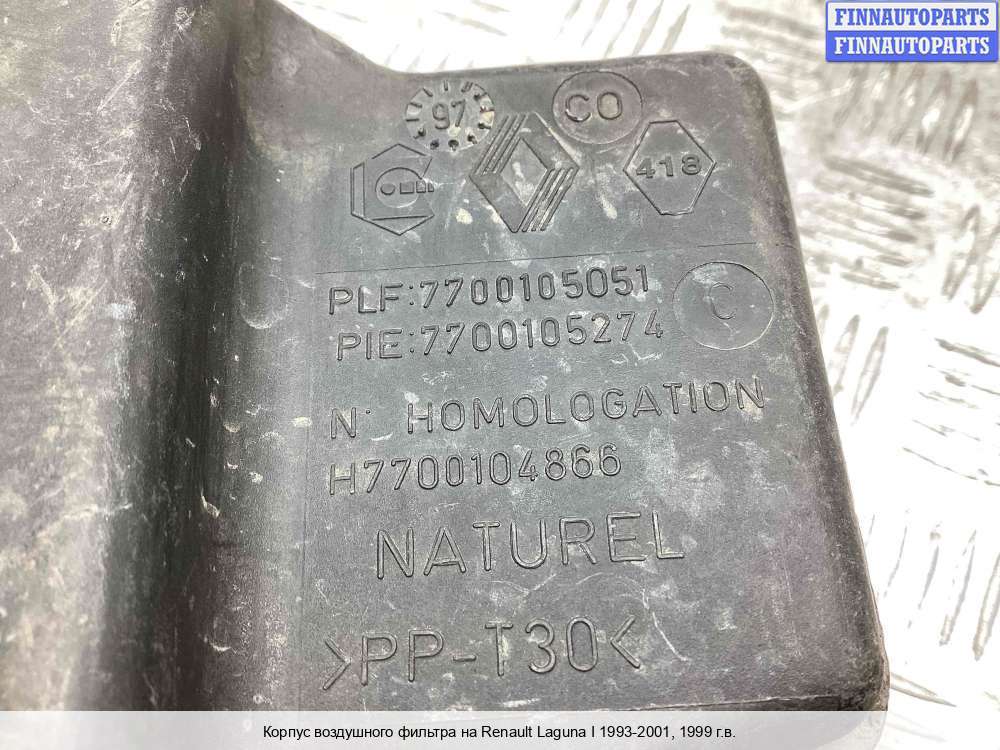 FINNAUTOPARTS
FINNAUTOPARTS
97
CO
418
PLF:7700105051
PIE:7700105274
C
N° HOMOLOGATION
H7700104866
NATUREL
>PP-T30<
Корпус воздушного фильтра на Renault Laguna I 1993-2001, 1999 г.в.